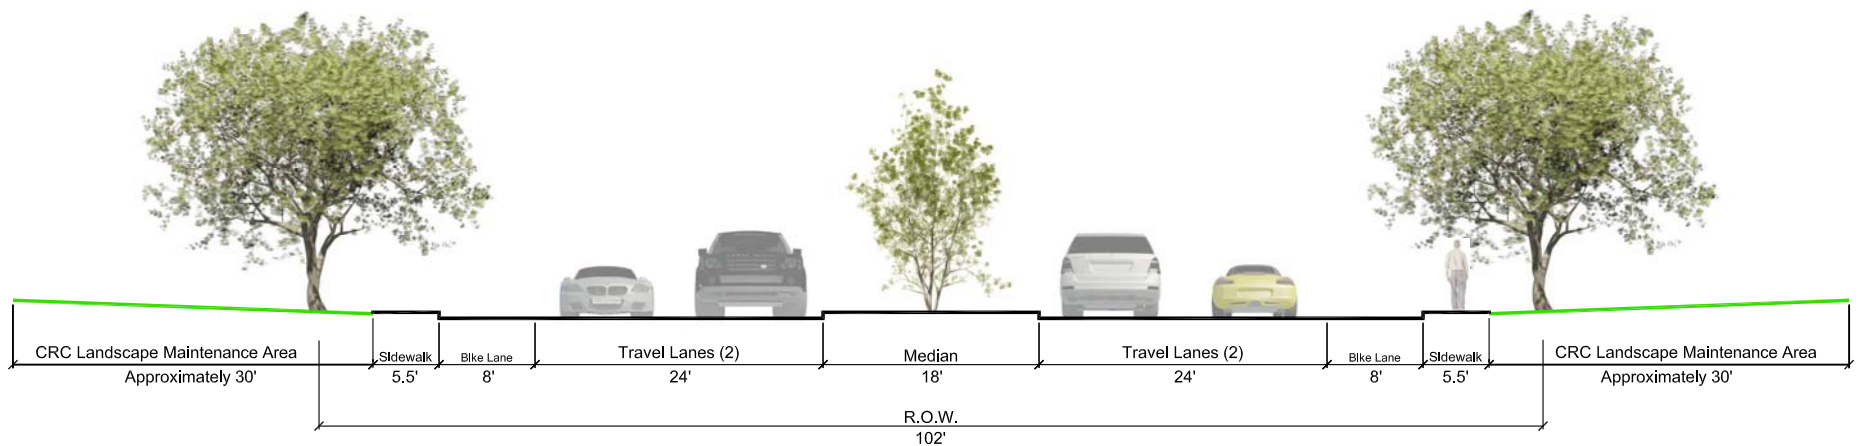 CRC Landscape Maintenance Area Sidewalk Bike Lane Travel Lanes (2) Median Travel Lanes (2) Bike Lane Sidewalk CRC Landscape Maintenance Area
Approximately 30' 5.5' 8' 24' 18' 24' 8' 5.5' Approximately 30'
R.O.W.
102'